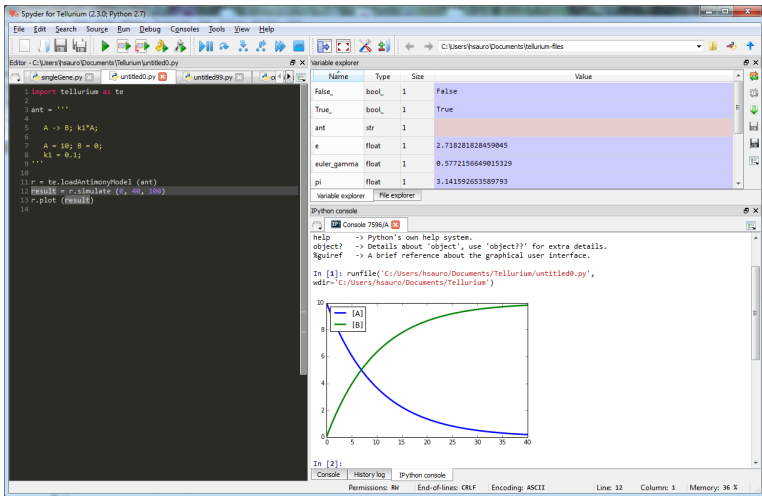 Spyder for Tellurium (2.3.0; Python 2.7)
File Edit Search Source Run Debug Consoles Tools View Help
C:\Users\hsauro\Documents\tellurium-files
Editor - C:\Users\hsauro\Documents\Tellurium\untitled0.py
singleGene.py untitled0.py untitled99.py
1 import tellurium as te
2
3 ant = '''
4
5 A -> B; k1*A;
6
7 A = 10; B = 0;
8 k1 = 0.1;
9 '''
10
11 r = te.loadAntimonyModel (ant)
12 result = r.simulate (0, 40, 100)
13 r.plot (result)
14
Variable explorer
Name Type Size Value
False_ bool_ 1 False
True_ bool_ 1 True
ant str 1
e float 1 2.718281828459045
euler_gamma float 1 0.5772156649015329
pi float 1 3.141592653589793
Variable explorer File explorer
IPython console
Console 7596/A
help -> Python's own help system.
object? -> Details about 'object', use 'object??' for extra details.
%guiref -> A brief reference about the graphical user interface.
In [1]: runfile('C:/Users/hsauro/Documents/Tellurium/untitled0.py',
wdir='C:/Users/hsauro/Documents/Tellurium')
[A]
[B]
10
8
6
4
2
0
0 5 10 15 20 25 30 35 40
In [2]:
Console History log IPython console
Permissions: RW End-of-lines: CRLF Encoding: ASCII Line: 12 Column: 1 Memory: 36 %